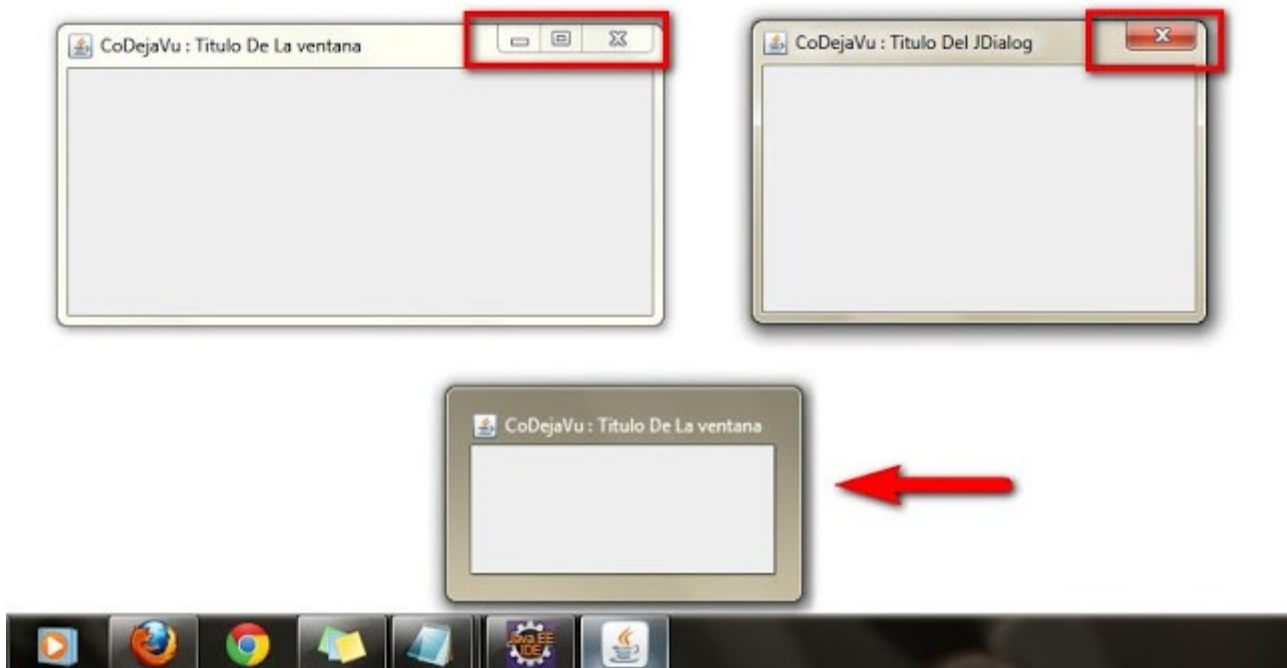 CoDejaVu : Titulo De La ventana
CoDejaVu : Titulo Del JDialog
CoDejaVu : Titulo De La ventana
Java EE
IDE